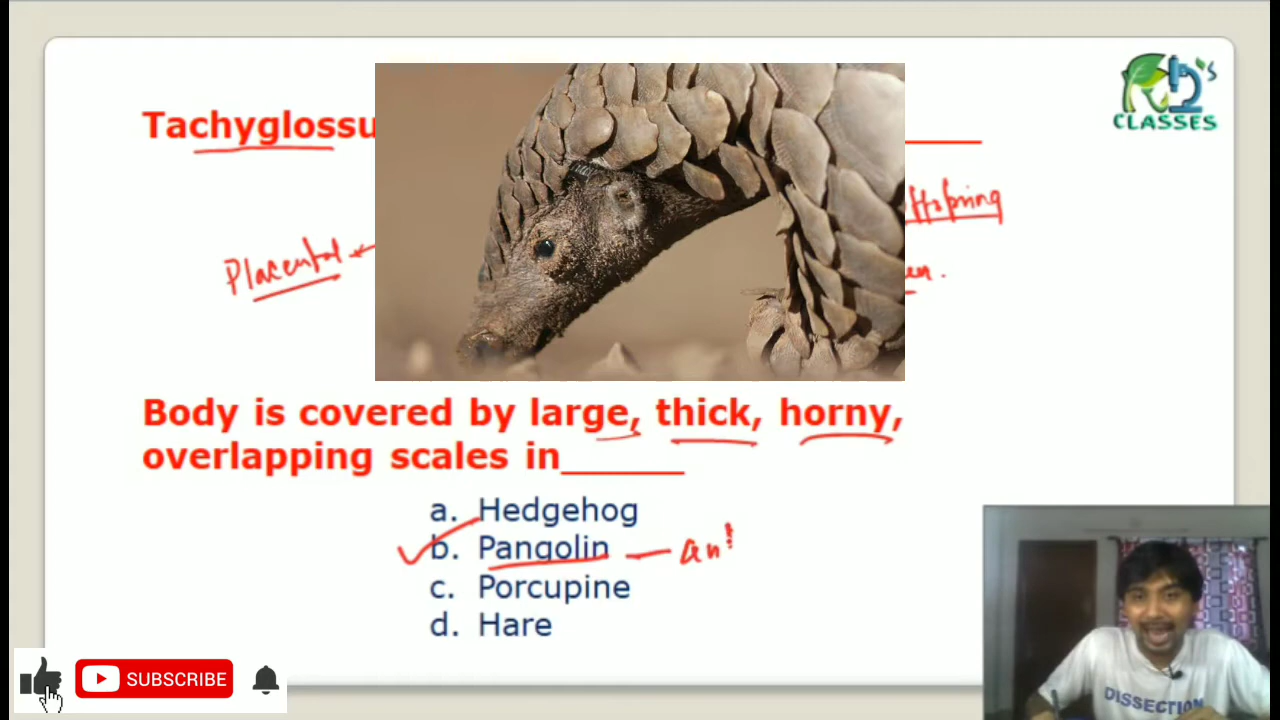 Tachyglossu
CLASSES
ffspring
Placental
Body is covered by large, thick, horny,
overlapping scales in______
a. Hedgehog
b. Pangolin — an
c. Porcupine
d. Hare
SUBSCRIBE
DISSECTION